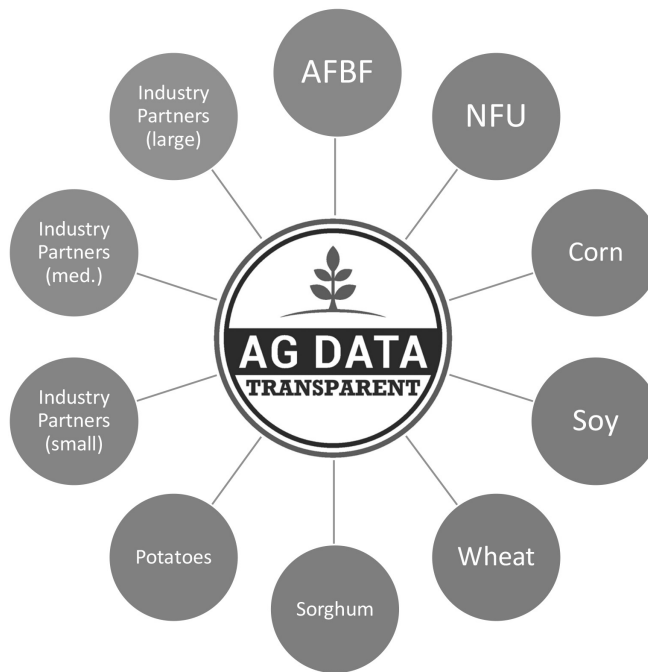 AFBF
NFU
Corn
Soy
Wheat
Sorghum
Potatoes
Industry
Partners
(small)
Industry
Partners
(med.)
Industry
Partners
(large)
AG DATA
TRANSPARENT